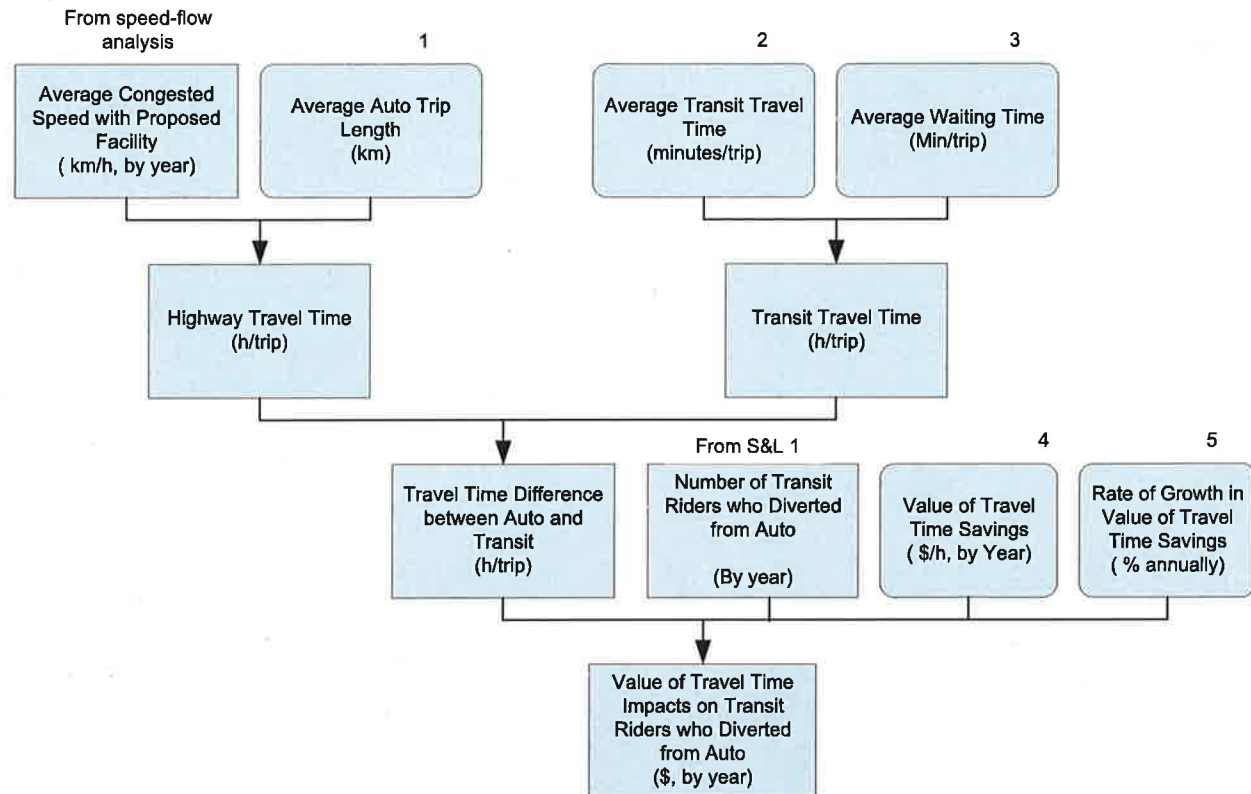 From speed-flow
analysis
1
2
3
Average Congested
Speed with Proposed
Facility
( km/h, by year)
Average Auto Trip
Length
(km)
Average Transit Travel
Time
(minutes/trip)
Average Waiting Time
(Min/trip)
Highway Travel Time
(h/trip)
Transit Travel Time
(h/trip)
From S&L 1
4
5
Travel Time Difference
between Auto and
Transit
(h/trip)
Number of Transit
Riders who Diverted
from Auto
(By year)
Value of Travel
Time Savings
( $/h, by Year)
Rate of Growth in
Value of Travel
Time Savings
( % annually)
Value of Travel Time
Impacts on Transit
Riders who Diverted
from Auto
($, by year)